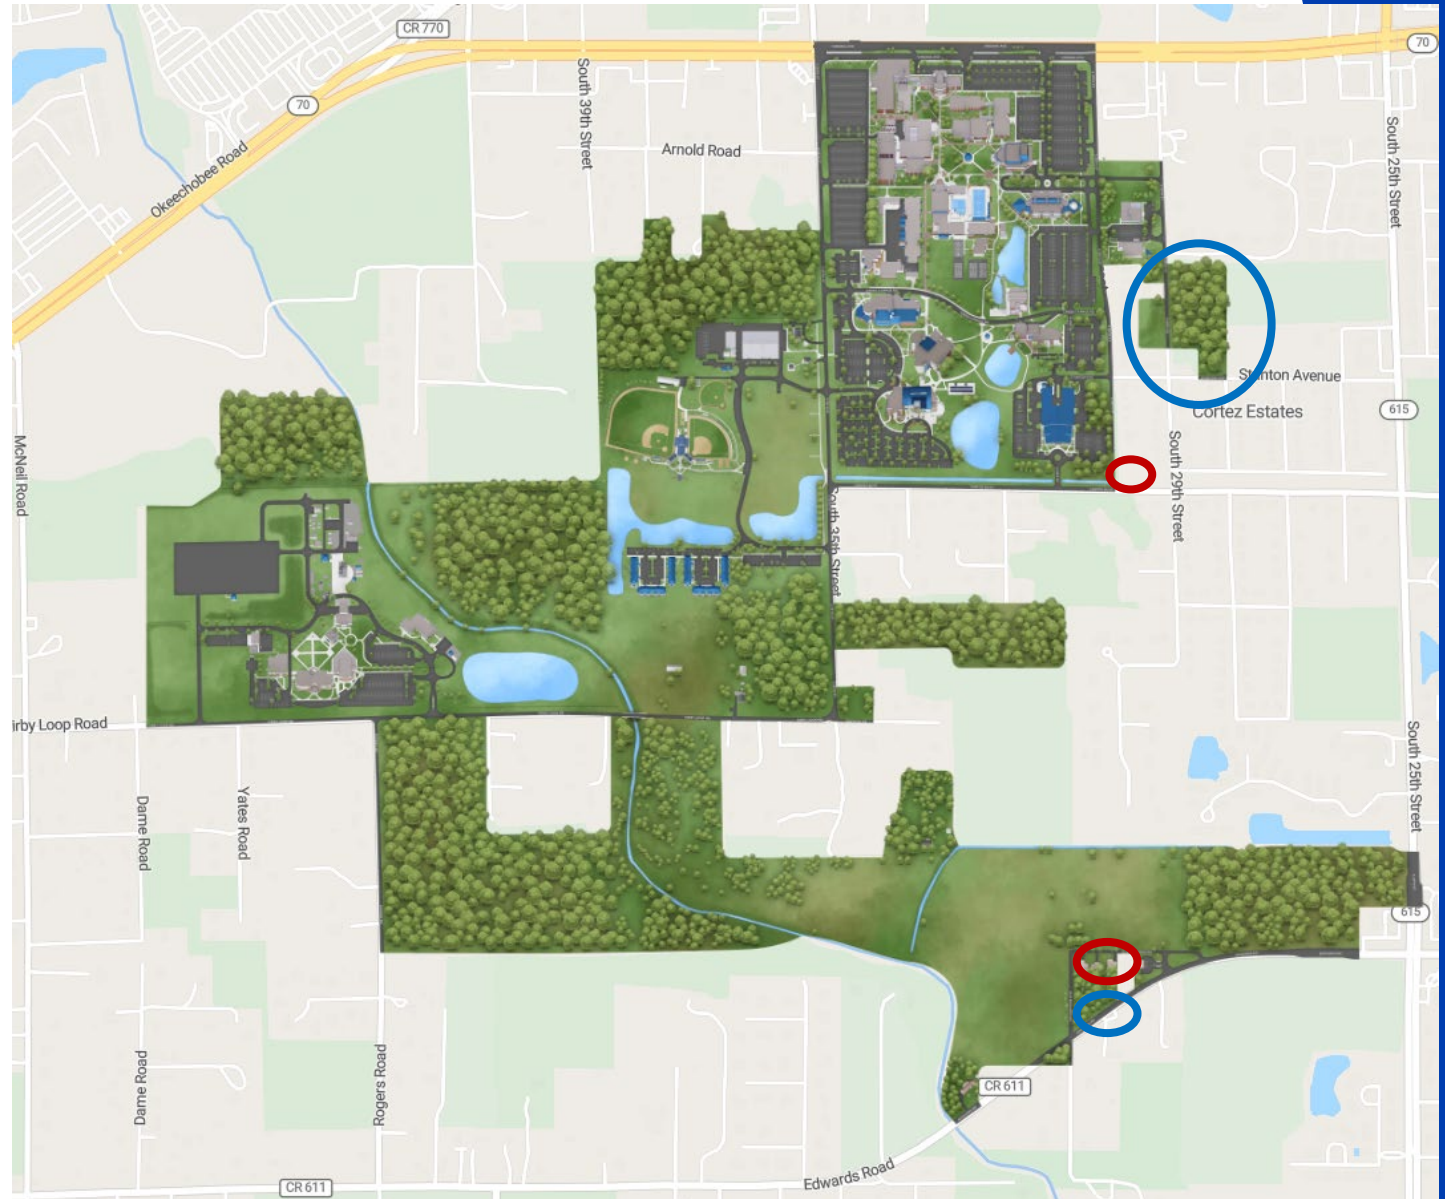 CR 770
70
70
South 39th Street
South 25th Street
Arnold Road
Okeechobee Road
Stanton Avenue
615
Cortez Estates
McNeil Road
South 29th Street
South 35th Street
irby Loop Road
South 25th Street
Dame Road
Yates Road
615
Dame Road
Rogers Road
CR 611
Edwards Road
CR 611